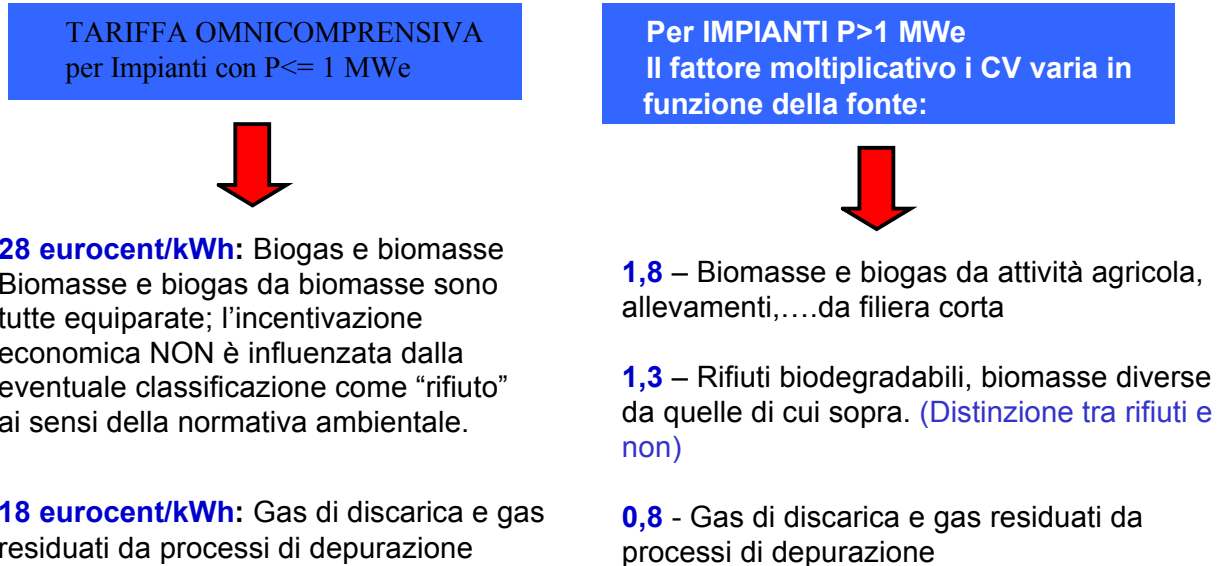 TARIFFA OMNICOMPRENSIVA
per Impianti con P<= 1 MWe
28 eurocent/kWh: Biogas e biomasse
Biomasse e biogas da biomasse sono
tutte equiparate; l’incentivazione
economica NON è influenzata dalla
eventuale classificazione come “rifiuto”
ai sensi della normativa ambientale.
18 eurocent/kWh: Gas di discarica e gas
residuati da processi di depurazione
Per IMPIANTI P>1 MWe
Il fattore moltiplicativo i CV varia in
funzione della fonte:
1,8 – Biomasse e biogas da attività agricola,
allevamenti,….da filiera corta
1,3 – Rifiuti biodegradabili, biomasse diverse
da quelle di cui sopra. (Distinzione tra rifiuti e
non)
0,8 - Gas di discarica e gas residuati da
processi di depurazione